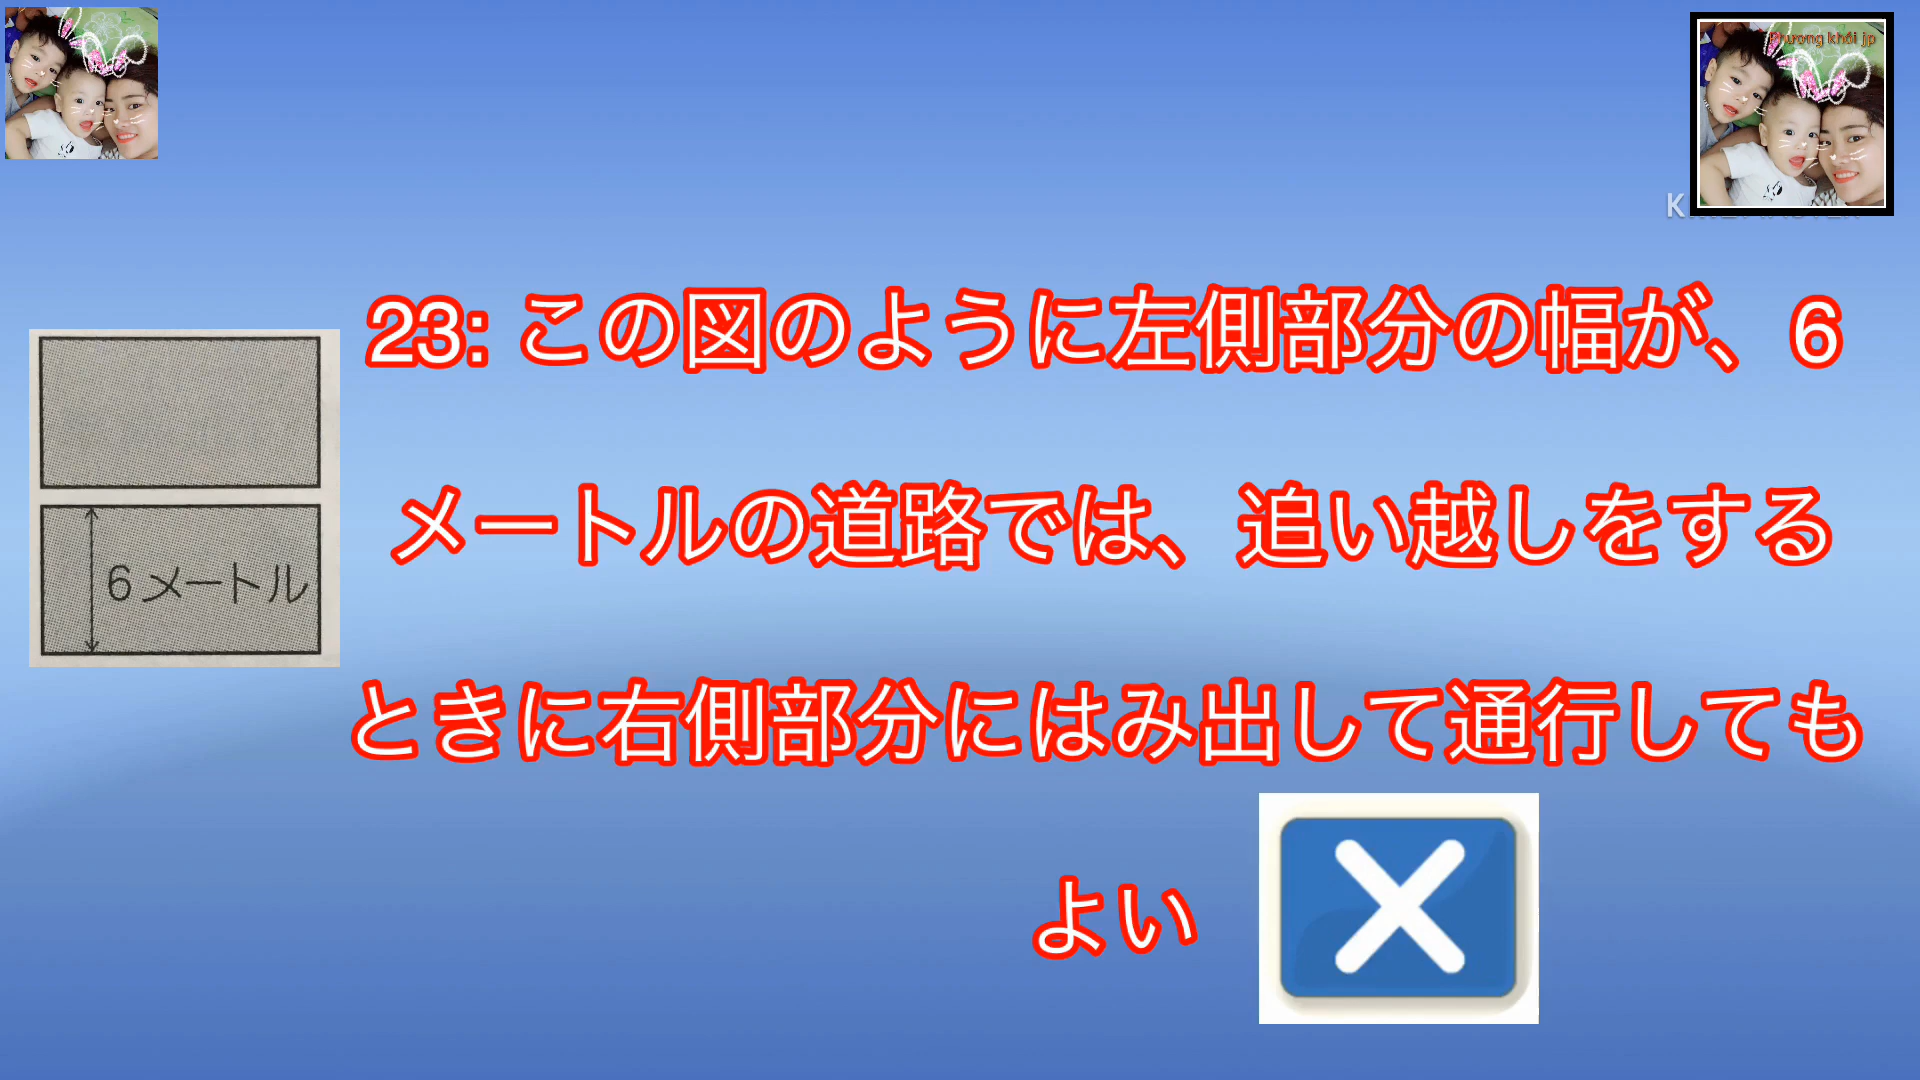 Phương khôi jp
23: この図のように左側部分の幅が、6
メートルの道路では、追い越しをする
ときに右側部分にはみ出して通行しても
よい
6メートル